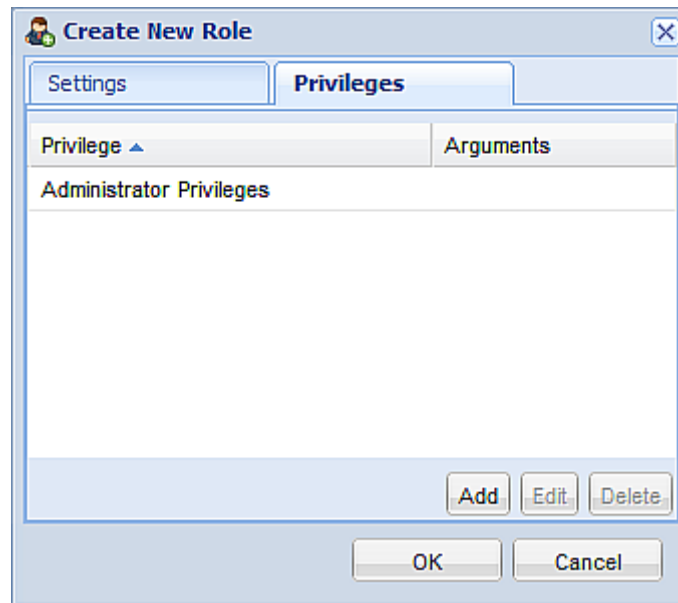 Create New Role
Settings Privileges
Privilege Arguments
Administrator Privileges
Add Edit Delete
OK Cancel